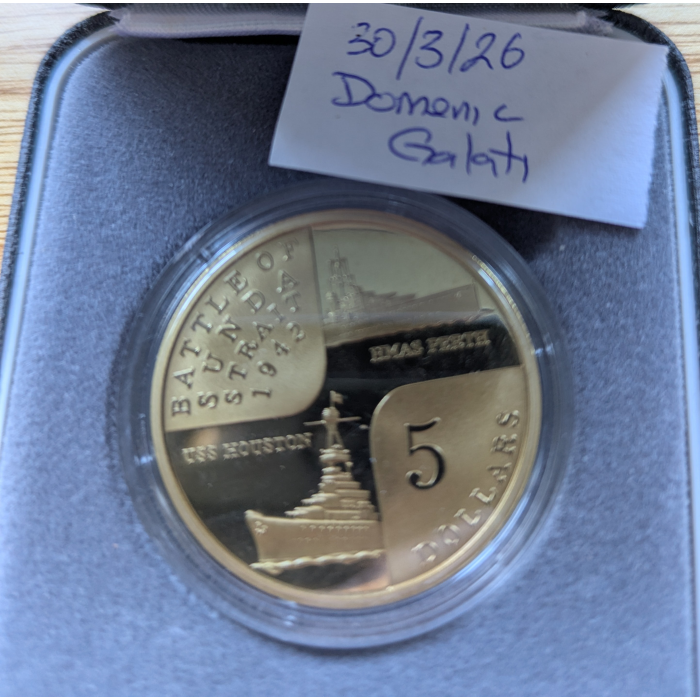 30/3/26
Domenic
Galati
BATTLE OF
SUNDA
STRAIT
1942
HMAS PERTH
USS HOUSTON
5
DOLLARS